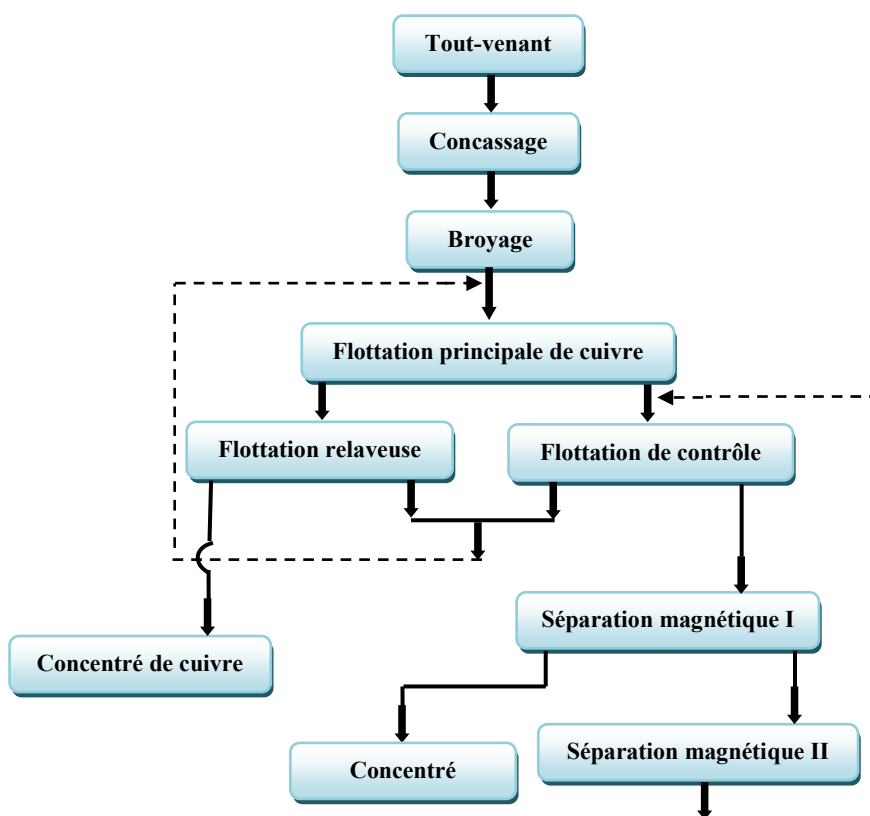 Tout-venant
Concassage
Broyage
Flottation principale de cuivre
Flottation relaveuse
Flottation de contrôle
Séparation magnétique I
Concentré de cuivre
Séparation magnétique II
Concentré